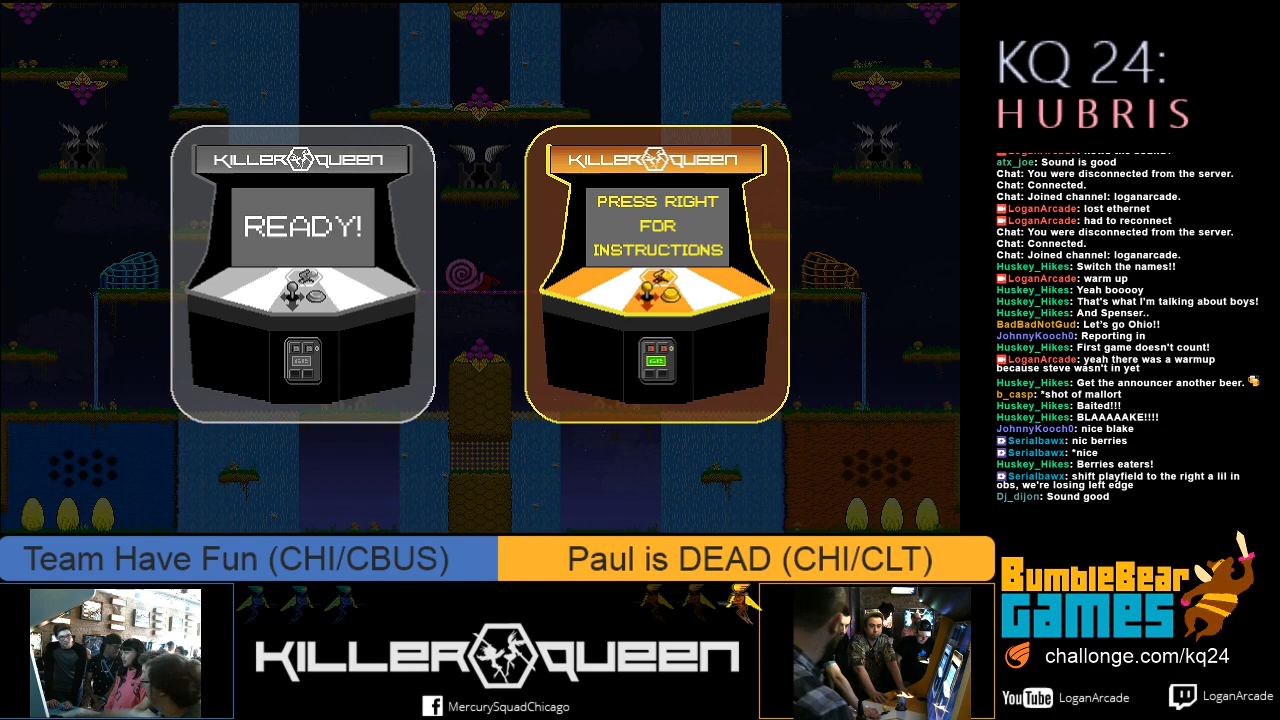 KILLER QUEEN
READY!
KILLER QUEEN
PRESS RIGHT
FOR
INSTRUCTIONS
KQ 24:
HUBRIS
atx_joe: Sound is good
Chat: You were disconnected from the server.
Chat: Connected.
Chat: Joined channel: loganarcade.
LoganArcade: lost ethernet
LoganArcade: had to reconnect
Chat: You were disconnected from the server.
Chat: Connected.
Chat: Joined channel: loganarcade.
Huskey_Hikes: Switch the names!!
LoganArcade: warm up
Huskey_Hikes: Yeah booooy
Huskey_Hikes: That's what I'm talking about boys!
Huskey_Hikes: And Spenser..
BadBadNotGud: Let's go Ohio!!
JohnnyKooch0: Reporting in
Huskey_Hikes: First game doesn't count!
LoganArcade: yeah there was a warmup
because steve wasn't in yet
Huskey_Hikes: Get the announcer another beer.
b_casp: *shot of mallort
Huskey_Hikes: Baited!!!
Huskey_Hikes: BLAAAAAKE!!!!
JohnnyKooch0: nice blake
Serialbawx: nic berries
Serialbawx: *nice
Huskey_Hikes: Berries eaters!
Serialbawx: shift playfield to the right a lil in
obs, we're losing left edge
Dj_dijon: Sound good
Team Have Fun (CHI/CBUS)
Paul is DEAD (CHI/CLT)
KILLER QUEEN
MercurySquadChicago
BumbleBear
Games
challonge.com/kq24
YouTube LoganArcade
LoganArcade